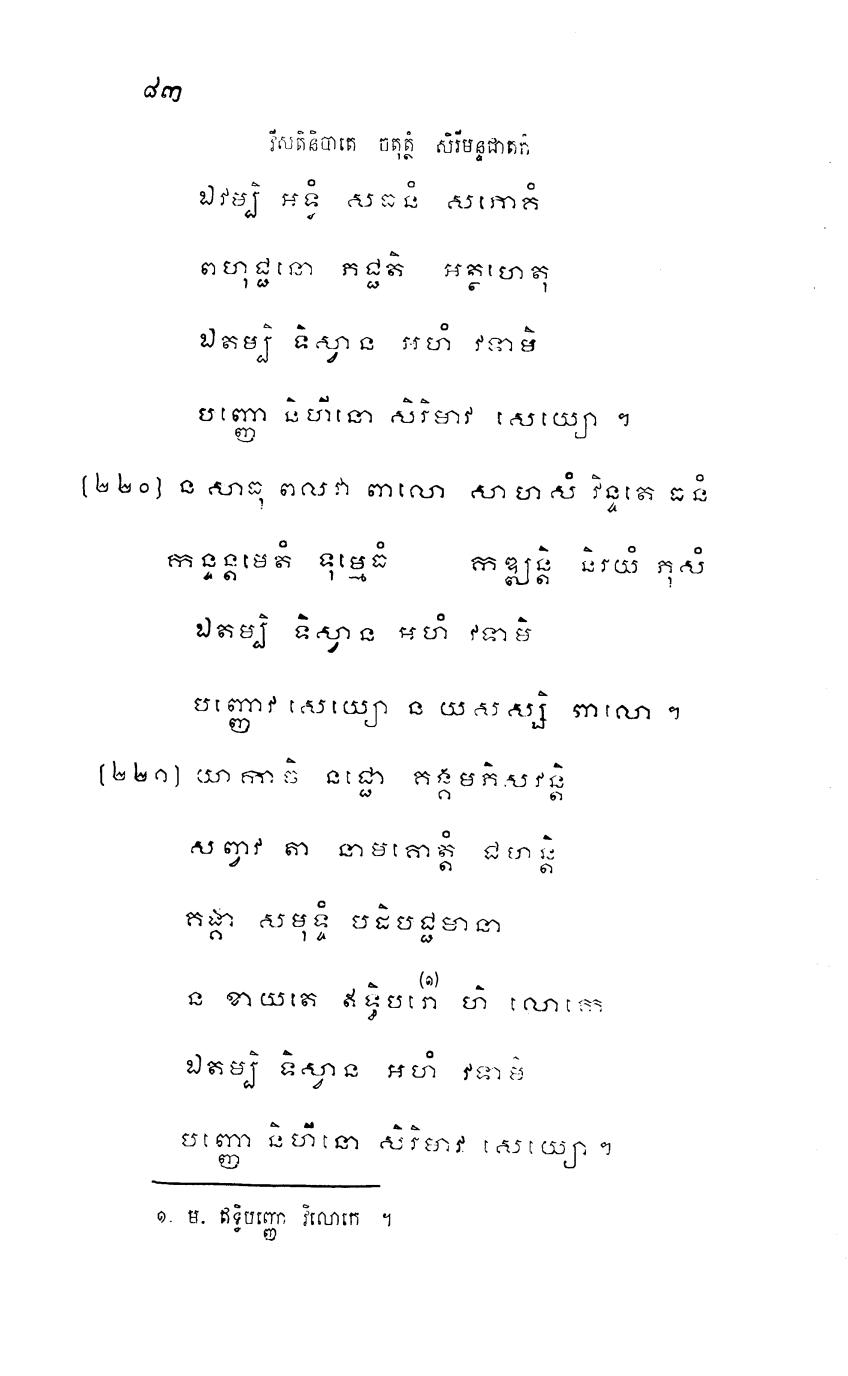 ៨៣
វីសតិនិបាតេ ចតុត្ថំ សិរីមន្ទជាតកំ
ឯវម្បិ អឌ្ឍំ សធនំ សភោគំ
ពហុជ្ជនោ ភជ្ជតិ អត្ថហេតុ
ឯតម្បិ ទិស្វាន អហំ វទាមិ
បញ្ញោ និហីនោ សិរិមាវ សេយ្យោ ។
[២២០] ន សាធុ ពលវា ពាលោ សាហសំ វិន្ទតេ ធនំ
កន្ទន្តមេតំ ទុម្មេធំ កឌ្ឍន្តិ និរយំ ភុសំ
ឯតម្បិ ទិស្វាន អហំ វទាមិ
បញ្ញោវ សេយ្យោ ន យសស្សិ ពាលោ ។
[២២១] យា កាចិ នជ្ជោ គង្គមភិសវន្តិ
សព្វាវ តា នាមគោត្តំ ជហន្តិ
គង្គា សមុទ្ទំ បដិបជ្ជមានា
ន ខាយតេ ឥទ្ធិបរោ (១) ហិ លោកេ
ឯតម្បិ ទិស្វាន អហំ វទាមិ
បញ្ញោ និហីនោ សិរិមាវ សេយ្យោ ។
១. ម. ឥទ្ធិបញ្ញោ វិលោកេ ។